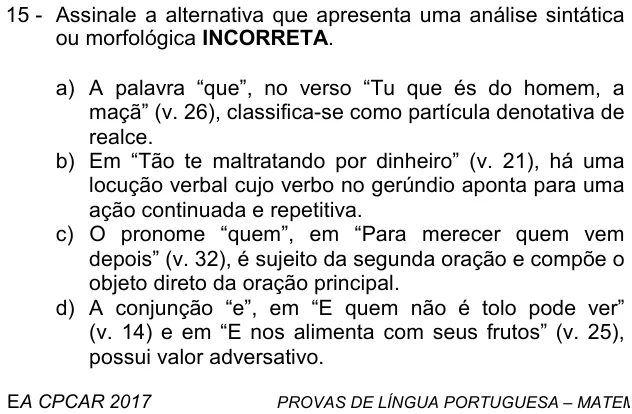 15 - Assinale a alternativa que apresenta uma análise sintática
ou morfológica INCORRETA.
a) A palavra “que”, no verso “Tu que és do homem, a
maçã” (v. 26), classifica-se como partícula denotativa de
realce.
b) Em “Tão te maltratando por dinheiro” (v. 21), há uma
locução verbal cujo verbo no gerúndio aponta para uma
ação continuada e repetitiva.
c) O pronome “quem”, em “Para merecer quem vem
depois” (v. 32), é sujeito da segunda oração e compõe o
objeto direto da oração principal.
d) A conjunção “e”, em “E quem não é tolo pode ver”
(v. 14) e em “E nos alimenta com seus frutos” (v. 25),
possui valor adversativo.
EA CPCAR 2017 PROVAS DE LÍNGUA PORTUGUESA – MATEM